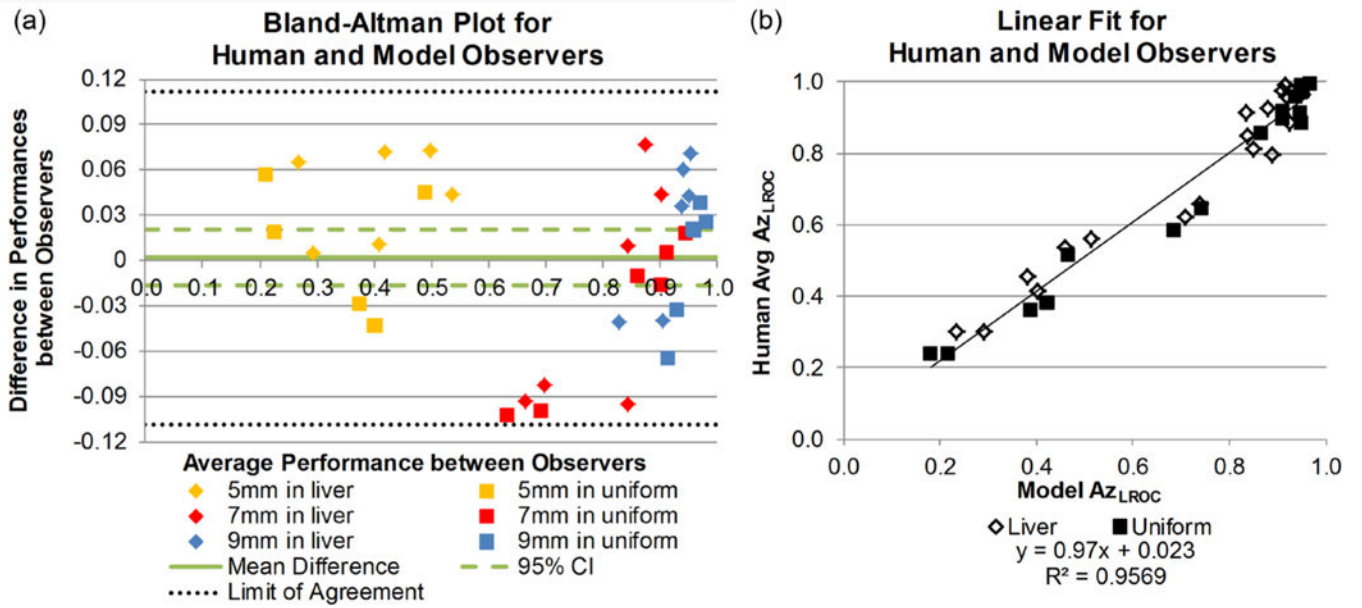 (a)
Bland-Altman Plot for
Human and Model Observers
0.12
0.09
0.06
0.03
0
-0.03
-0.06
-0.09
-0.12
0.0 0.1 0.2 0.3 0.4 0.5 0.6 0.7 0.8 0.9 1.0
Difference in Performances
between Observers
Average Performance between Observers
5mm in liver 5mm in uniform
7mm in liver 7mm in uniform
9mm in liver 9mm in uniform
Mean Difference 95% CI
Limit of Agreement
(b)
Linear Fit for
Human and Model Observers
1.0
0.8
0.6
0.4
0.2
0.0
0.0 0.2 0.4 0.6 0.8 1.0
Human Avg AzLROC
Model AzLROC
Liver Uniform
y = 0.97x + 0.023
R² = 0.9569